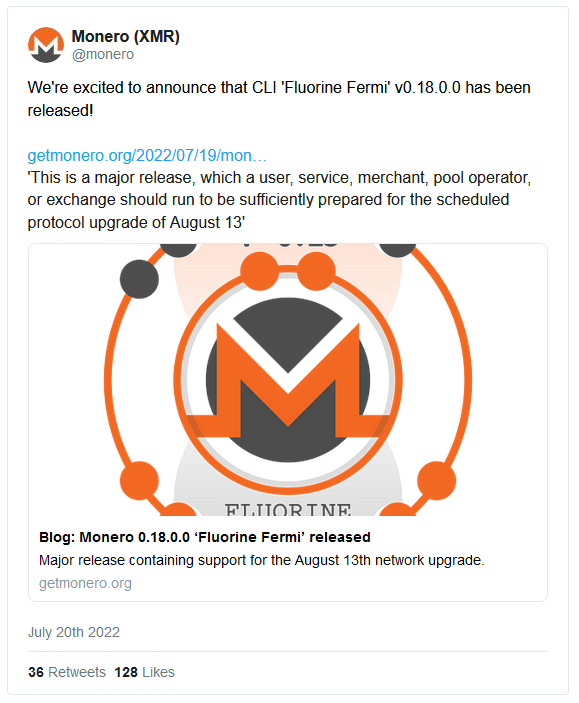 Monero (XMR)
@monero
We're excited to announce that CLI 'Fluorine Fermi' v0.18.0.0 has been
released!
getmonero.org/2022/07/19/mon…
'This is a major release, which a user, service, merchant, pool operator,
or exchange should run to be sufficiently prepared for the scheduled
protocol upgrade of August 13'
FLUORINE
Blog: Monero 0.18.0.0 ‘Fluorine Fermi’ released
Major release containing support for the August 13th network upgrade.
getmonero.org
July 20th 2022
36 Retweets 128 Likes